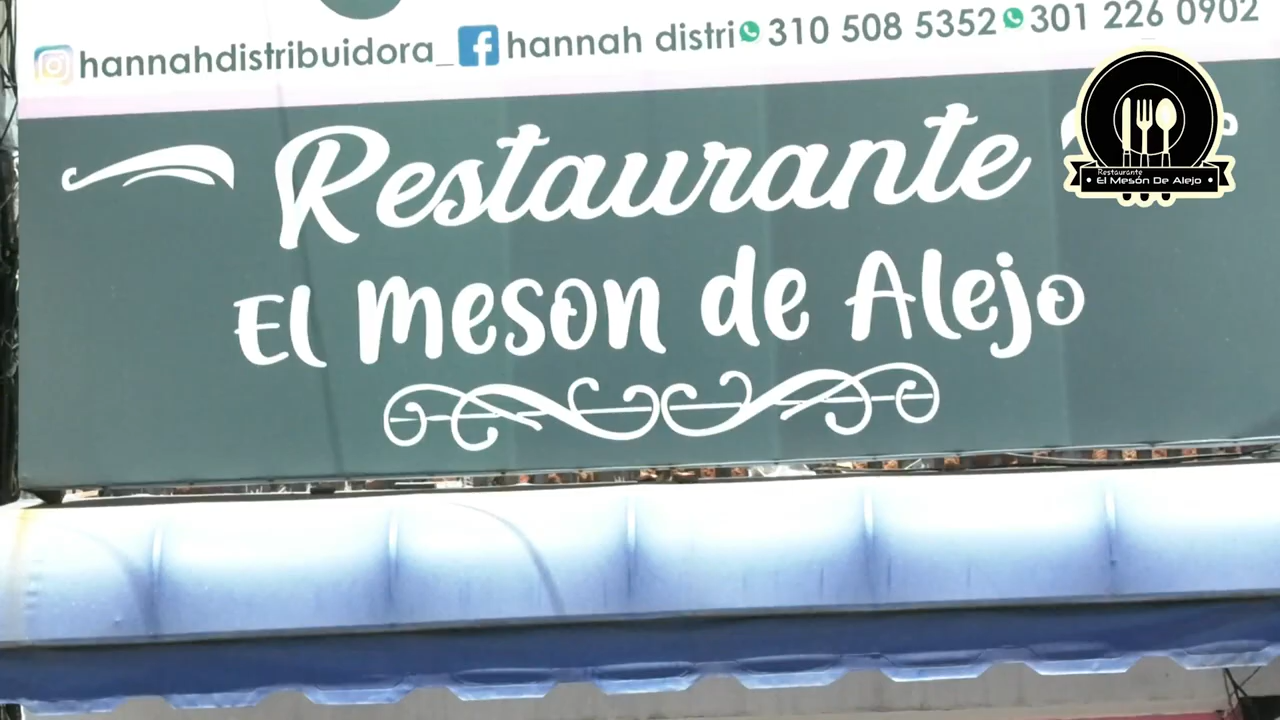 hannahdistribuidora_ hannah distri 310 508 5352 301 226 0902
Restaurante
El meson de Alejo
Restaurante
• El Mesón De Alejo •